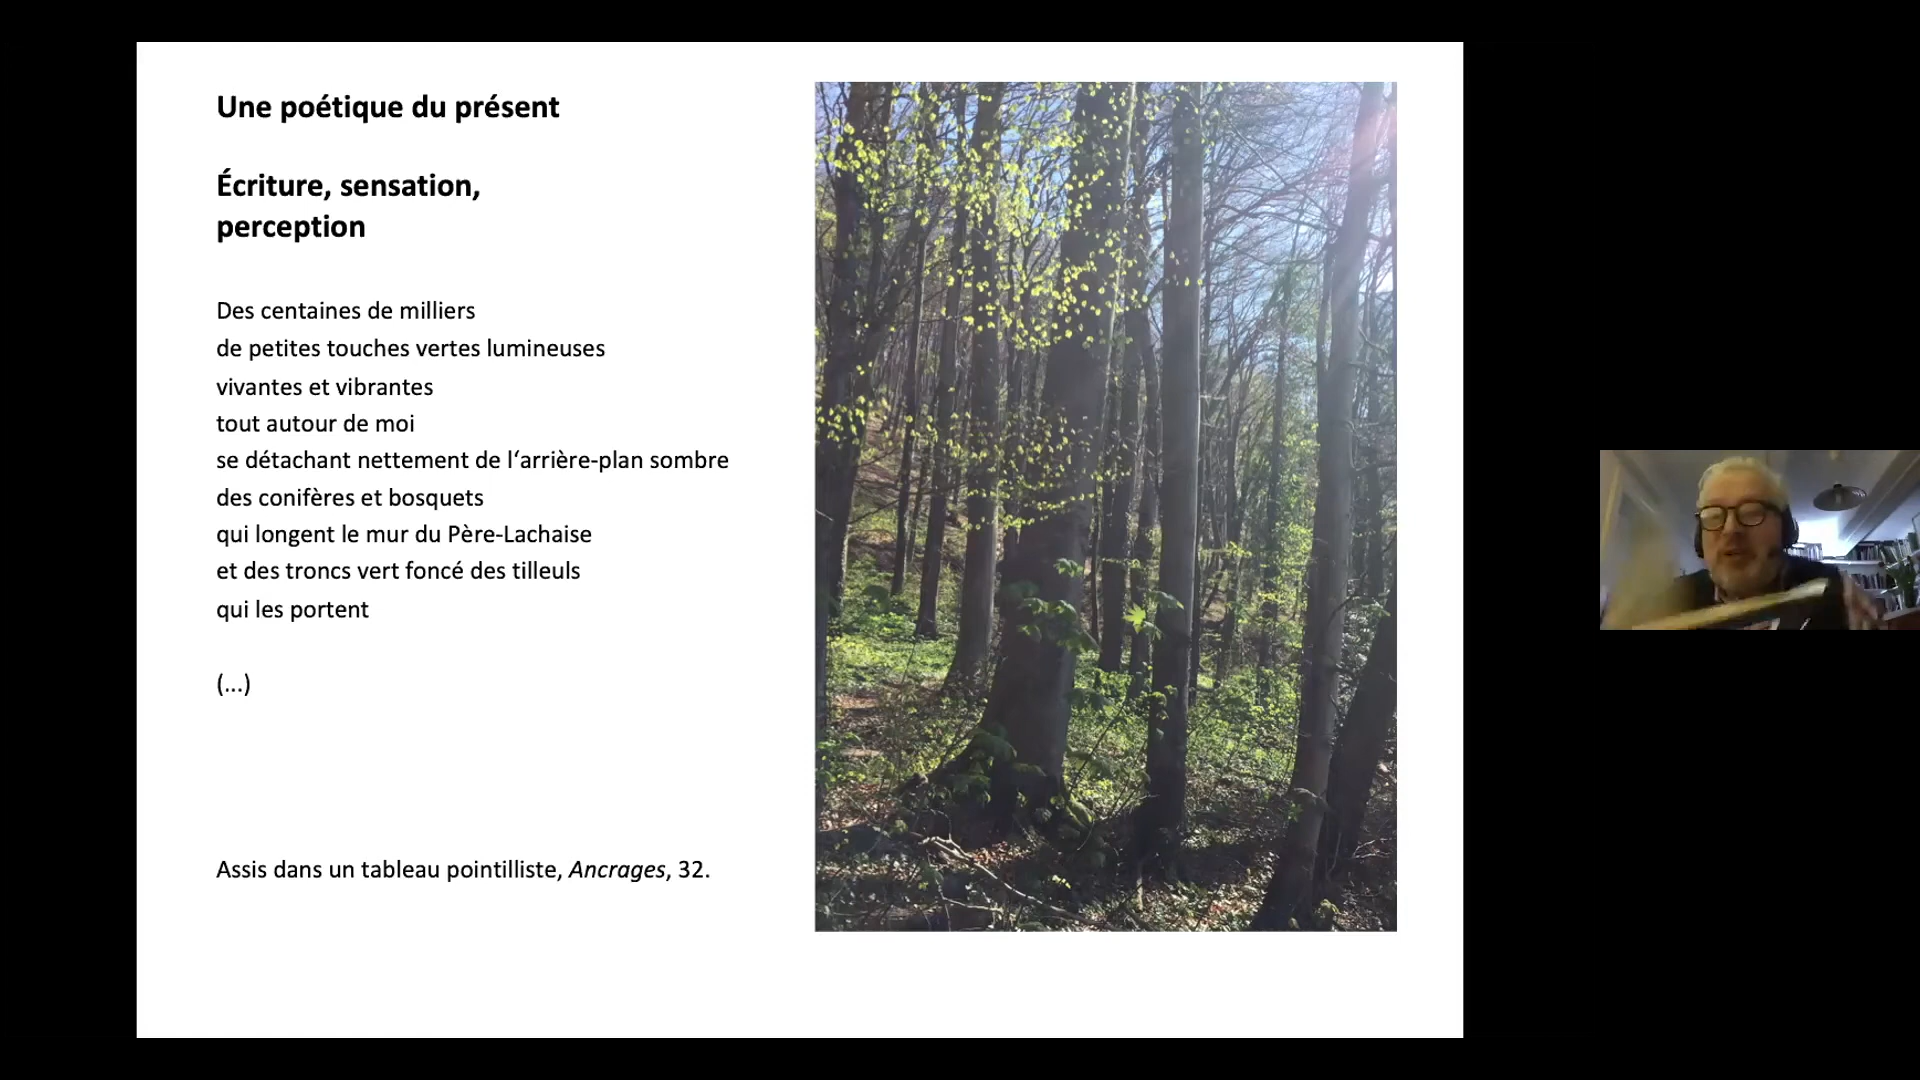 Une poétique du présent
Écriture, sensation,
perception
Des centaines de milliers
de petites touches vertes lumineuses
vivantes et vibrantes
tout autour de moi
se détachant nettement de l‘arrière-plan sombre
des conifères et bosquets
qui longent le mur du Père-Lachaise
et des troncs vert foncé des tilleuls
qui les portent
(...)
Assis dans un tableau pointilliste, Ancrages, 32.